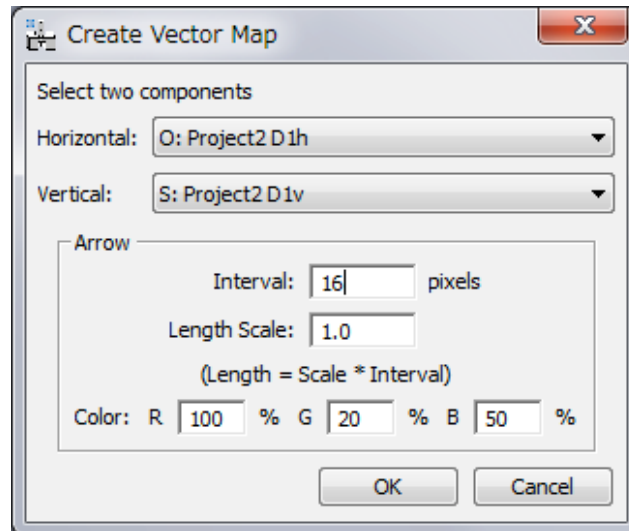 Create Vector Map
Select two components
Horizontal: O: Project2 D1h
Vertical: S: Project2 D1v
Arrow
Interval: 16 pixels
Length Scale: 1.0
(Length = Scale * Interval)
Color: R 100 % G 20 % B 50 %
OK Cancel